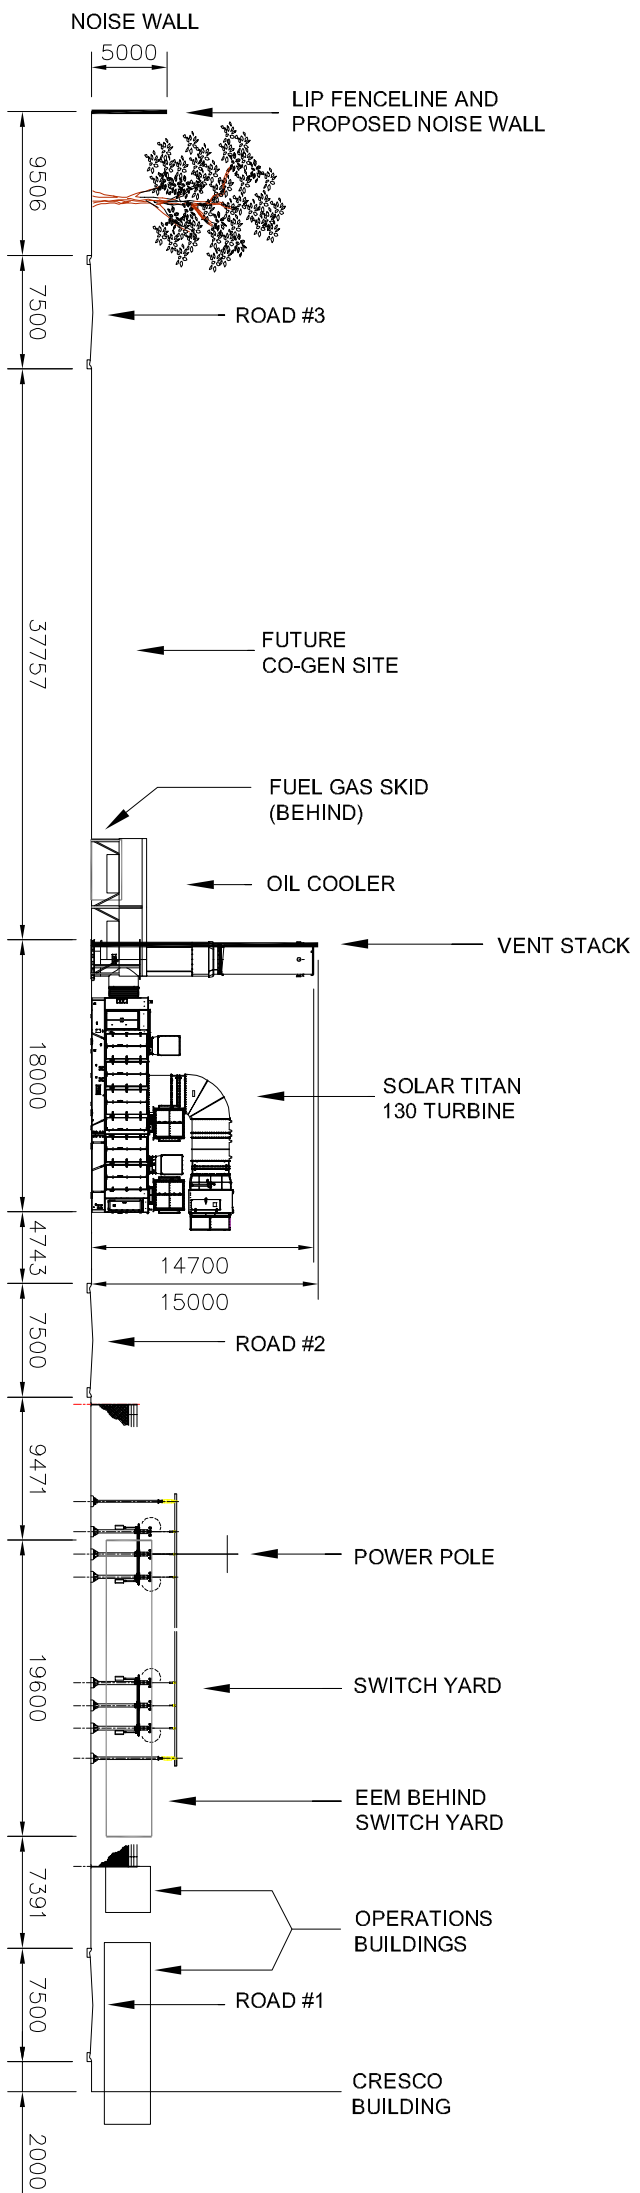 NOISE WALL
5000
LIP FENCELINE AND
PROPOSED NOISE WALL
9506
7500
ROAD #3
37757
FUTURE
CO-GEN SITE
FUEL GAS SKID
(BEHIND)
OIL COOLER
VENT STACK
18000
SOLAR TITAN
130 TURBINE
4743
14700
15000
7500
ROAD #2
9471
POWER POLE
19600
SWITCH YARD
EEM BEHIND
SWITCH YARD
7391
OPERATIONS
BUILDINGS
7500
ROAD #1
CRESCO
BUILDING
2000